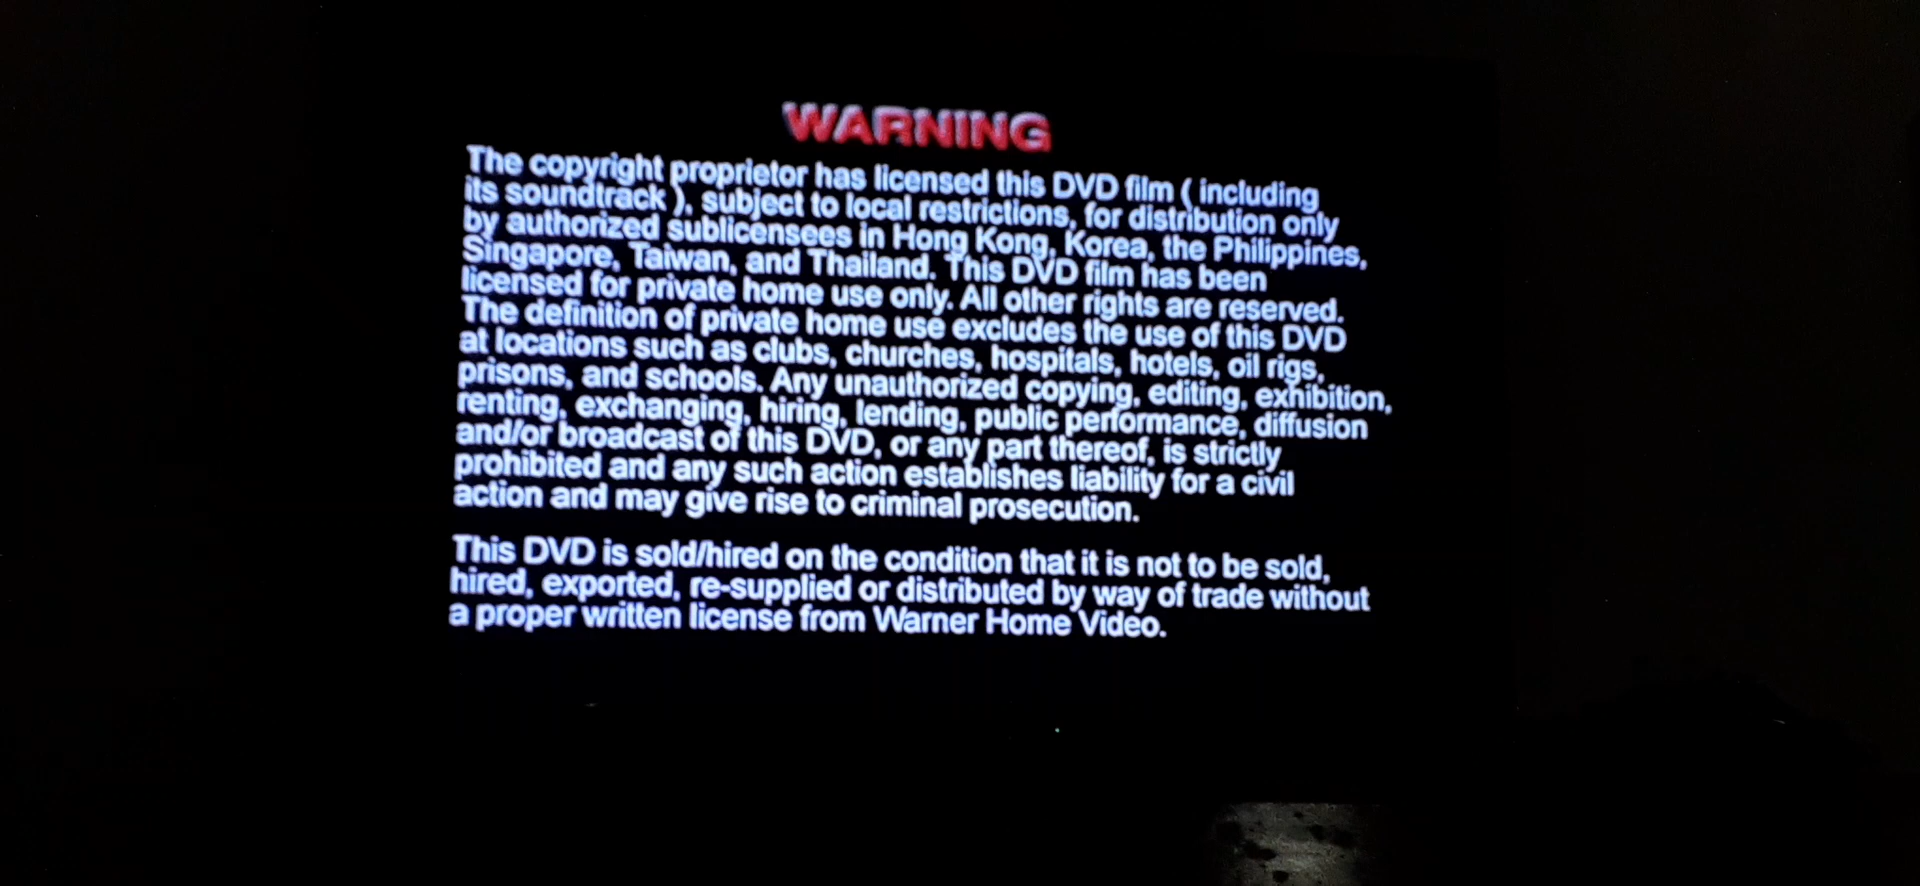 WARNING
The copyright proprietor has licensed this DVD film ( including
its soundtrack ), subject to local restrictions, for distribution only
by authorized sublicensees in Hong Kong, Korea, the Philippines,
Singapore, Taiwan, and Thailand. This DVD film has been
licensed for private home use only. All other rights are reserved.
The definition of private home use excludes the use of this DVD
at locations such as clubs, churches, hospitals, hotels, oil rigs,
prisons, and schools. Any unauthorized copying, editing, exhibition,
renting, exchanging, hiring, lending, public performance, diffusion
and/or broadcast of this DVD, or any part thereof, is strictly
prohibited and any such action establishes liability for a civil
action and may give rise to criminal prosecution.
This DVD is sold/hired on the condition that it is not to be sold,
hired, exported, re-supplied or distributed by way of trade without
a proper written license from Warner Home Video.